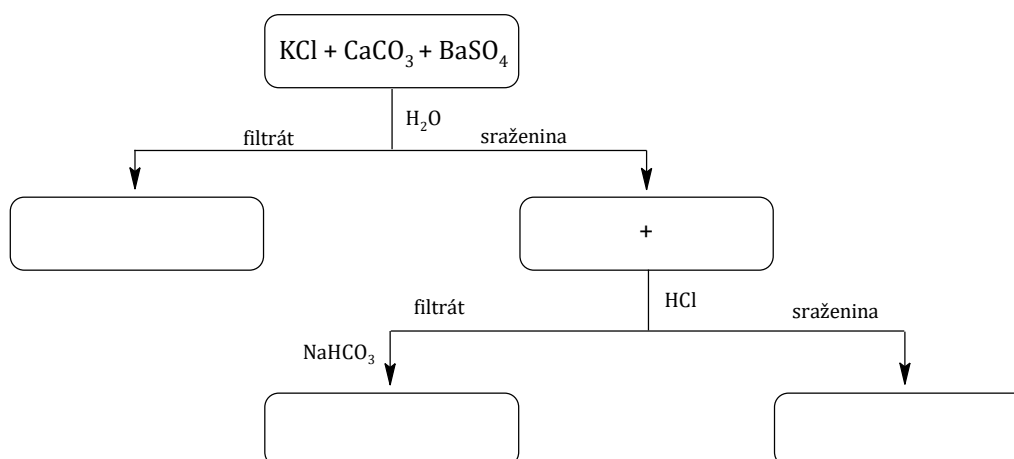 KCl + CaCO₃ + BaSO₄
H₂O
filtrát
sraženina
+
HCl
filtrát
sraženina
NaHCO₃